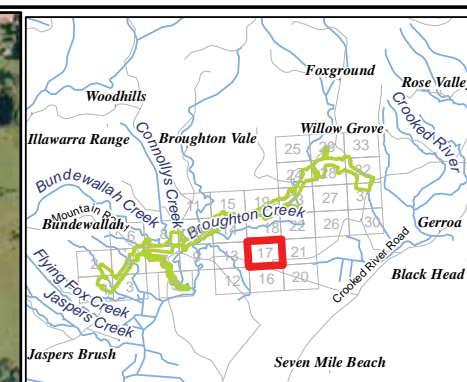 Foxground
Rose Valley
Woodhills
Crooked River
Connollys Creek
Illawarra Range
Broughton Vale
Willow Grove
25
29
33
24
28
32
Bundewallah Creek
11
15
19
23
27
31
Mountain Ra
Bundewallah
Broughton Creek
14
18
22
26
30
Gerroa
Crooked River Road
2
8
13
17
21
Flying Fox Creek
3
12
16
20
Black Head
Jaspers Creek
Jaspers Brush
Seven Mile Beach